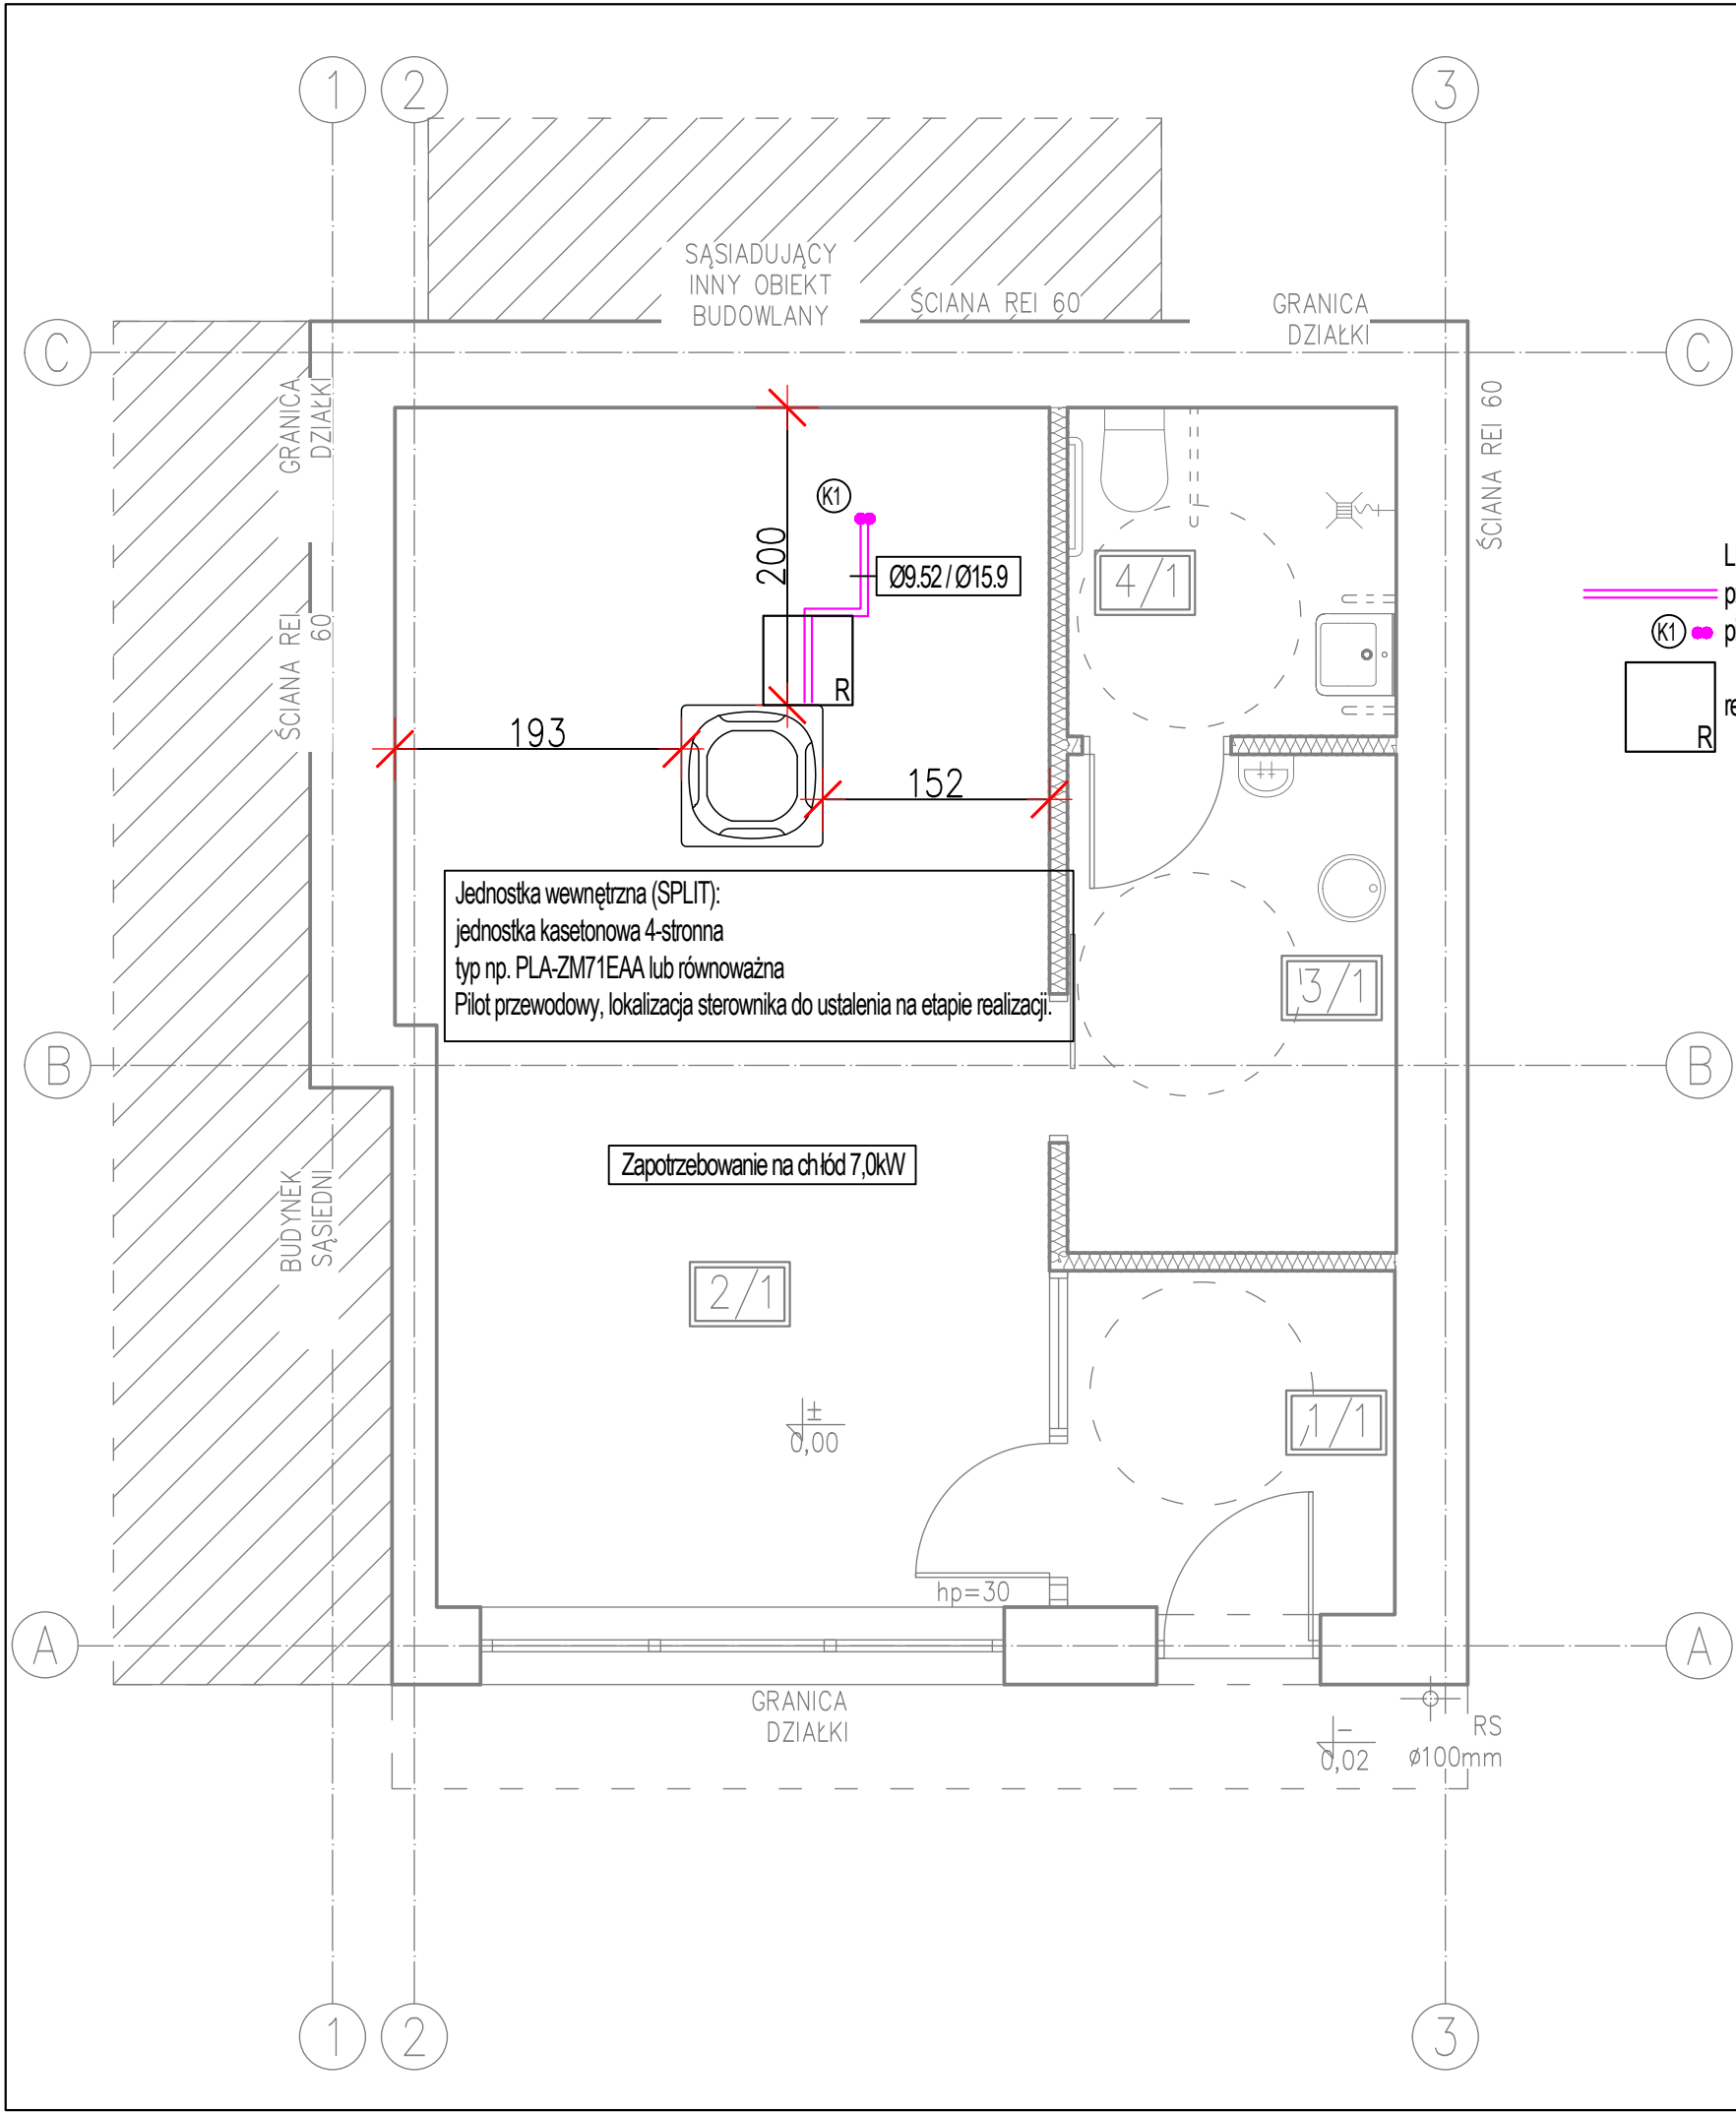 1
2
3
SĄSIADUJĄCY
INNY OBIEKT
BUDOWLANY
ŚCIANA REI 60
GRANICA
DZIAŁKI
C
C
GRANICA
DZIAŁKI
ŚCIANA REI 60
K1
200
Ø9.52 / Ø15.9
4/1
ŚCIANA REI
60
L
p
K1
p
R
R
re
193
152
Jednostka wewnętrzna (SPLIT):
jednostka kasetonowa 4-stronna
typ np. PLA-ZM71EAA lub równoważna
Pilot przewodowy, lokalizacja sterownika do ustalenia na etapie realizacji.
3/1
B
B
Zapotrzebowanie na chłód 7,0kW
BUDYNEK
SĄSIEDNI
2/1
±
0,00
1/1
hp=30
A
A
GRANICA
DZIAŁKI
-
0,02
RS
ø100mm
1
2
3